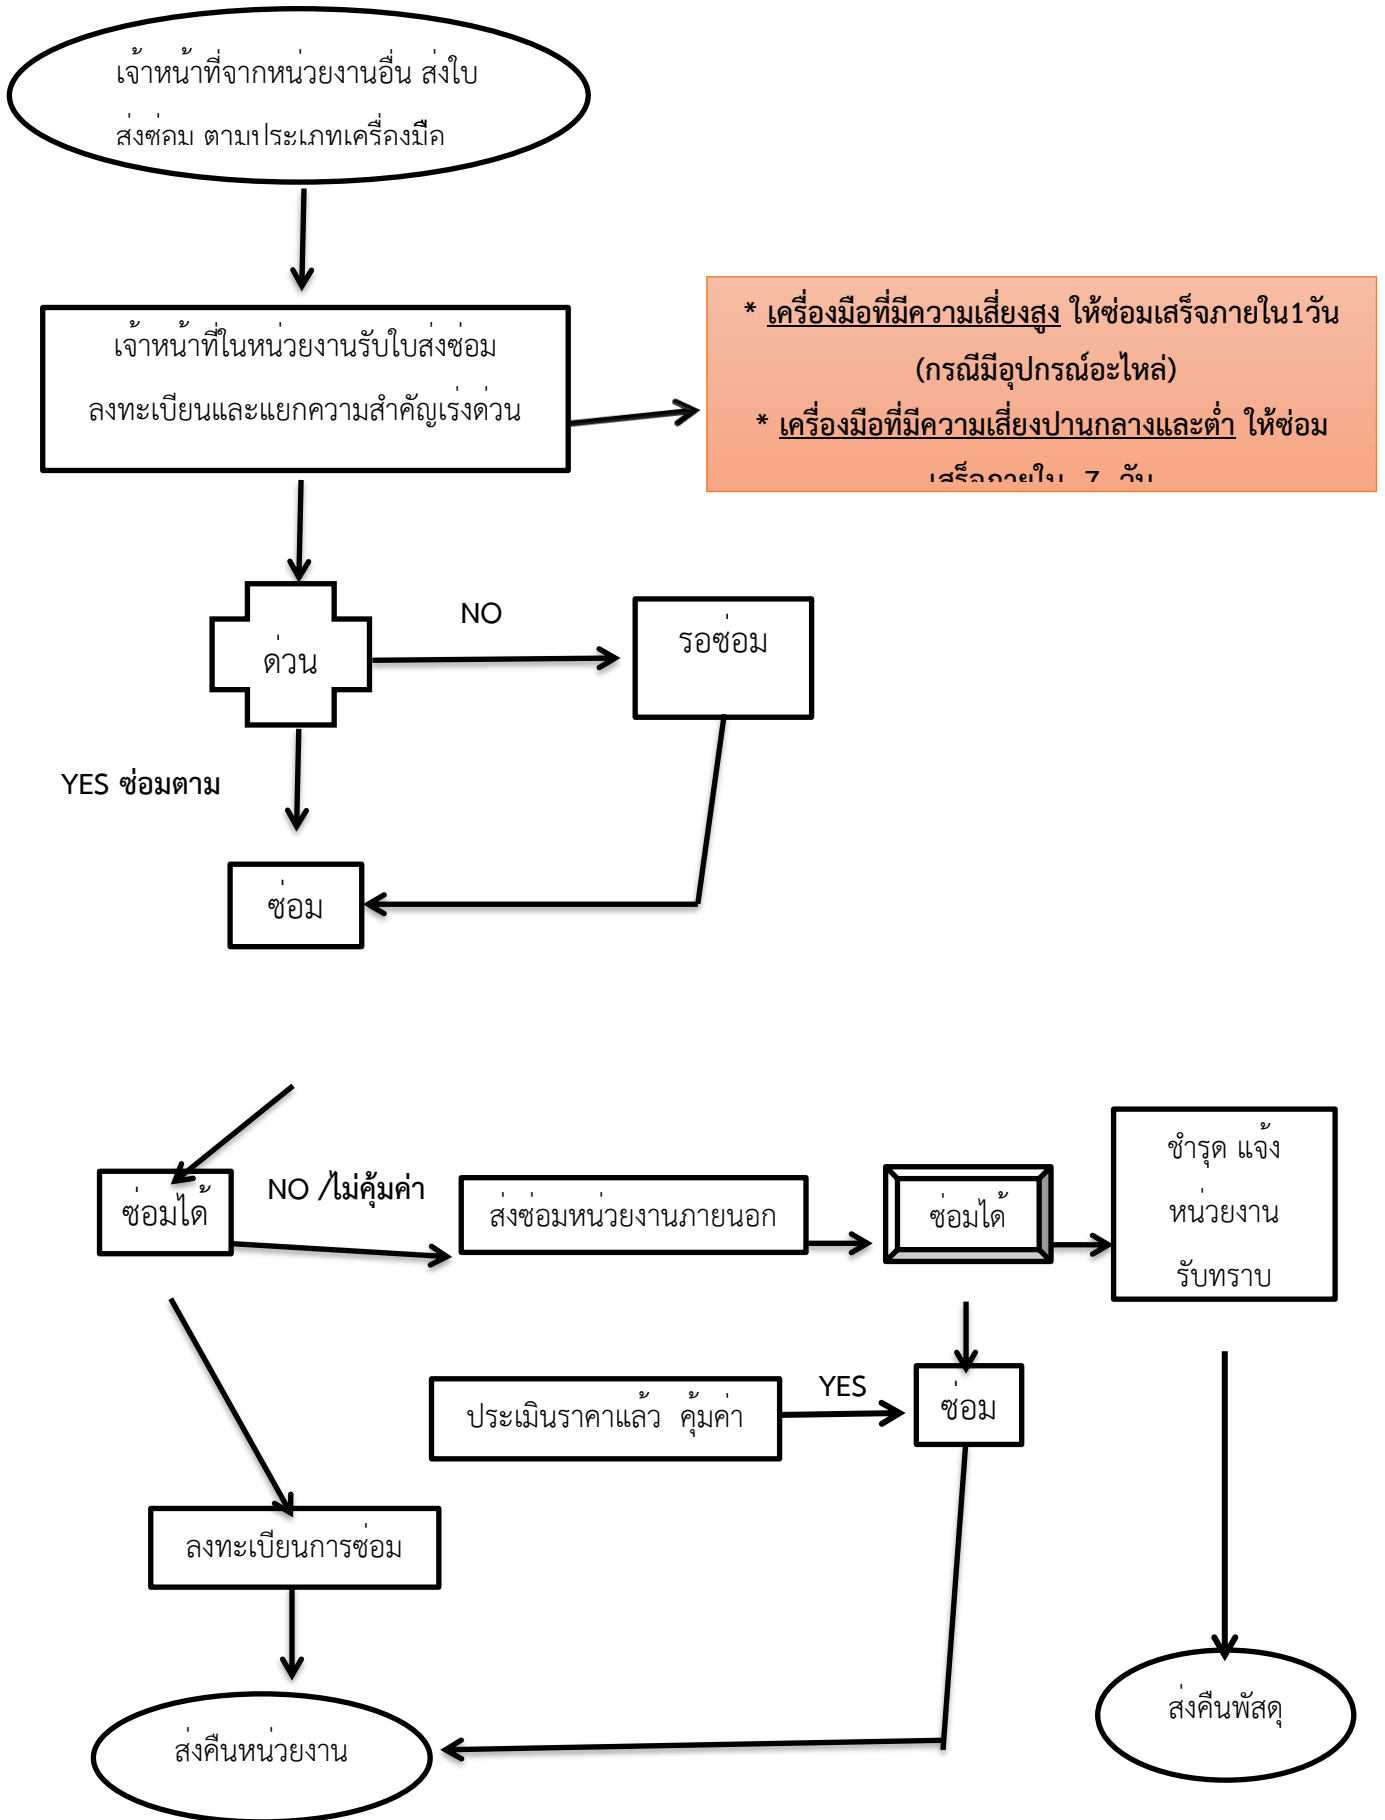 เจ้าหน้าที่จากหน่วยงานอื่น ส่งใบ
ส่งซ่อม ตามประเภทเครื่องมือ
เจ้าหน้าที่ในหน่วยงานรับใบส่งซ่อม
ลงทะเบียนและแยกความสำคัญเร่งด่วน
* เครื่องมือที่มีความเสี่ยงสูง ให้ซ่อมเสร็จภายใน1วัน
(กรณีมีอุปกรณ์อะไหล่)
* เครื่องมือที่มีความเสี่ยงปานกลางและต่ำ ให้ซ่อม
เสร็จภายใน 7 วัน
ด่วน
NO
รอซ่อม
YES ซ่อมตาม
ซ่อม
ซ่อมได้
NO /ไม่คุ้มค่า
ส่งซ่อมหน่วยงานภายนอก
ซ่อมได้
ชำรุด แจ้ง
หน่วยงาน
รับทราบ
ประเมินราคาแล้ว คุ้มค่า
YES
ซ่อม
ลงทะเบียนการซ่อม
ส่งคืนหน่วยงาน
ส่งคืนพัสดุ